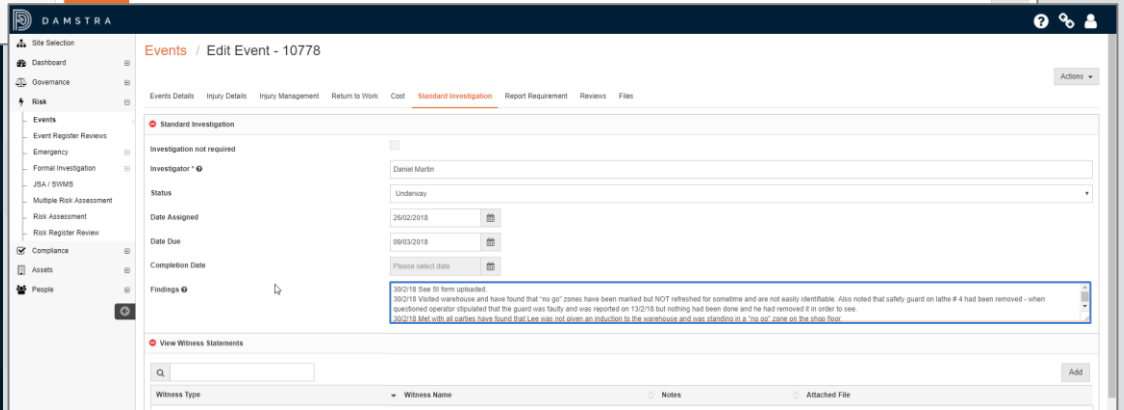 DAMSTRA
Site Selection
Dashboard
Governance
Risk
Events
Event Register Reviews
Emergency
Formal Investigation
JSA / SWMS
Multiple Risk Assessment
Risk Assessment
Risk Register Review
Compliance
Assets
People
Events / Edit Event - 10778
Actions
Events Details Injury Details Injury Management Return to Work Cost Standard Investigation Report Requirement Reviews Files
Standard Investigation
Investigation not required
Investigator * Daniel Martin
Status Underway
Date Assigned 26/02/2018
Date Due 09/03/2018
Completion Date Please select date
Findings
30/2/18 See SI form uploaded.
30/2/18 Visited warehouse and have found that "no go" zones have been marked but NOT refreshed for sometime and are not easily identifiable. Also noted that safety guard on lathe # 4 had been removed - when
questioned operator stipulated that the guard was faulty and was reported on 13/2/18 but nothing had been done and he had removed it in order to see.
30/2/18 Met with all parties have found that Lee was not given an induction to the warehouse and was standing in a "no go" zone on the shop floor.
View Witness Statements
Add
Witness Type Witness Name Notes Attached File